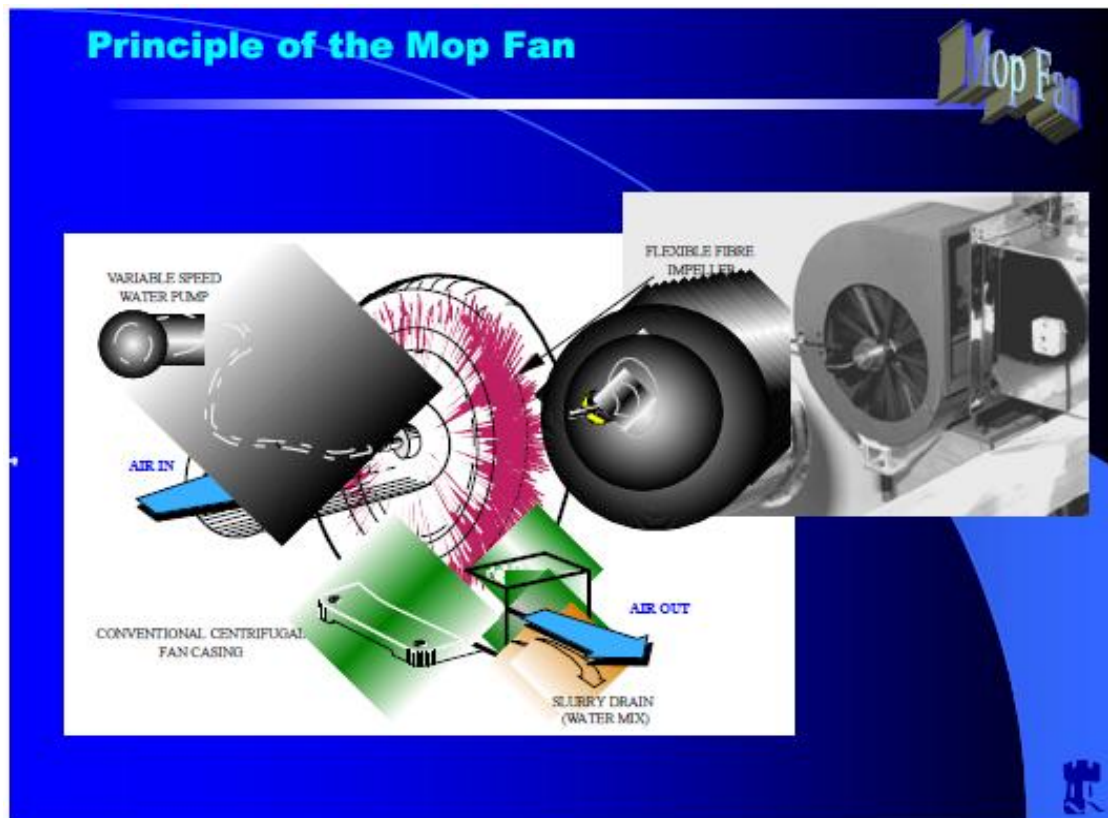 Principle of the Mop Fan
Mop Fan
VARIABLE SPEED
WATER PUMP
FLEXIBLE FIBRE
IMPELLER
AIR IN
AIR OUT
CONVENTIONAL CENTRIFUGAL
FAN CASING
SLURRY DRAIN
(WATER MIX)